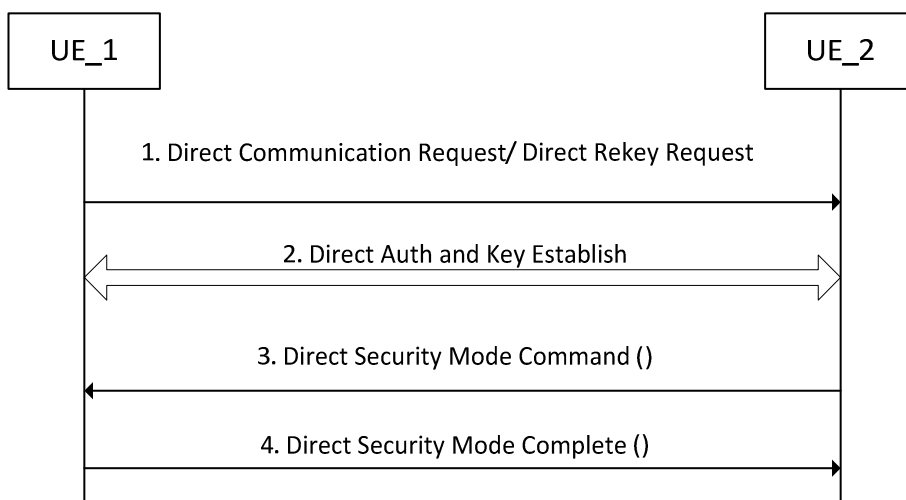 UE_1
UE_2
1. Direct Communication Request/ Direct Rekey Request
2. Direct Auth and Key Establish
3. Direct Security Mode Command ()
4. Direct Security Mode Complete ()